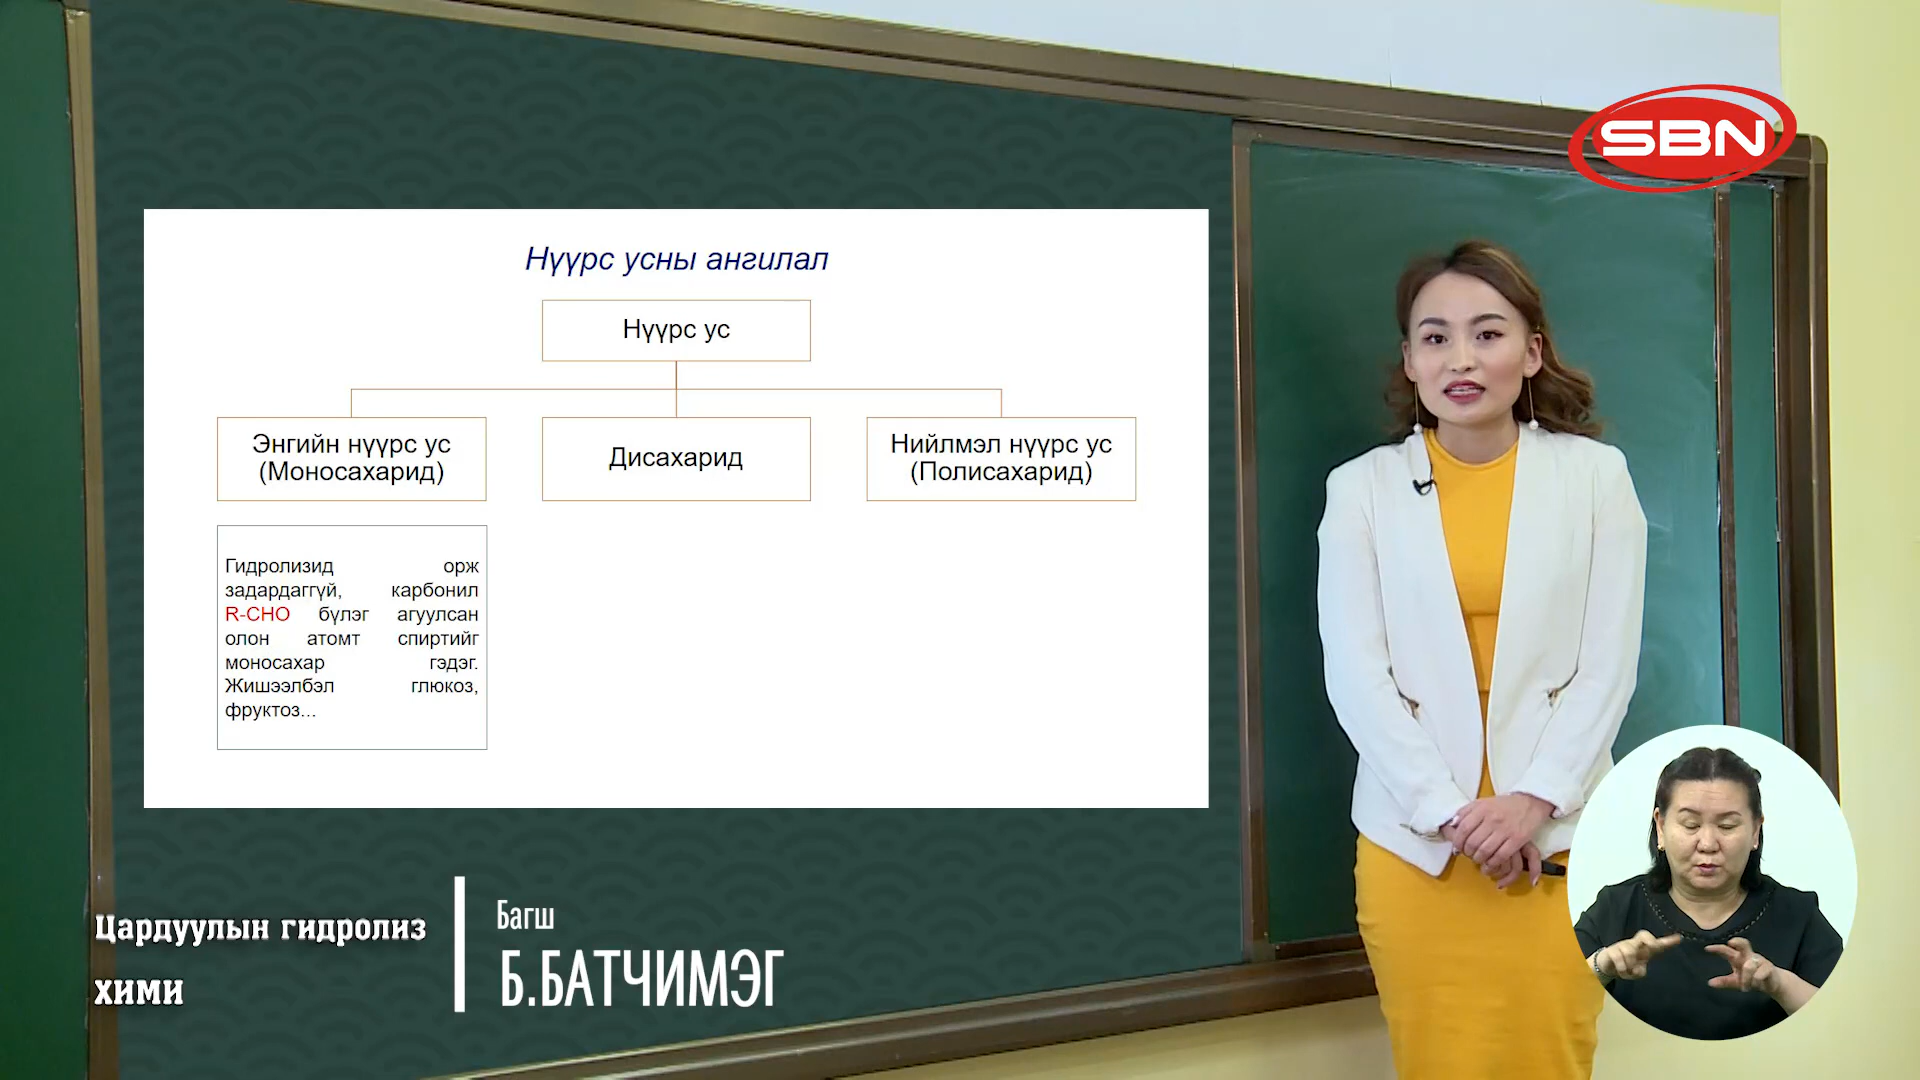 SBN
Нүүрс усны ангилал
Нүүрс ус
Энгийн нүүрс ус
(Моносахарид)
Дисахарид
Нийлмэл нүүрс ус
(Полисахарид)
Гидролизид орж
задардаггүй, карбонил
R-CHO бүлэг агуулсан
олон атомт спиртийг
моносахар гэдэг.
Жишээлбэл глюкоз,
фруктоз...
Цардуулын гидролиз
хими
Багш
Б.БАТЧИМЭГ